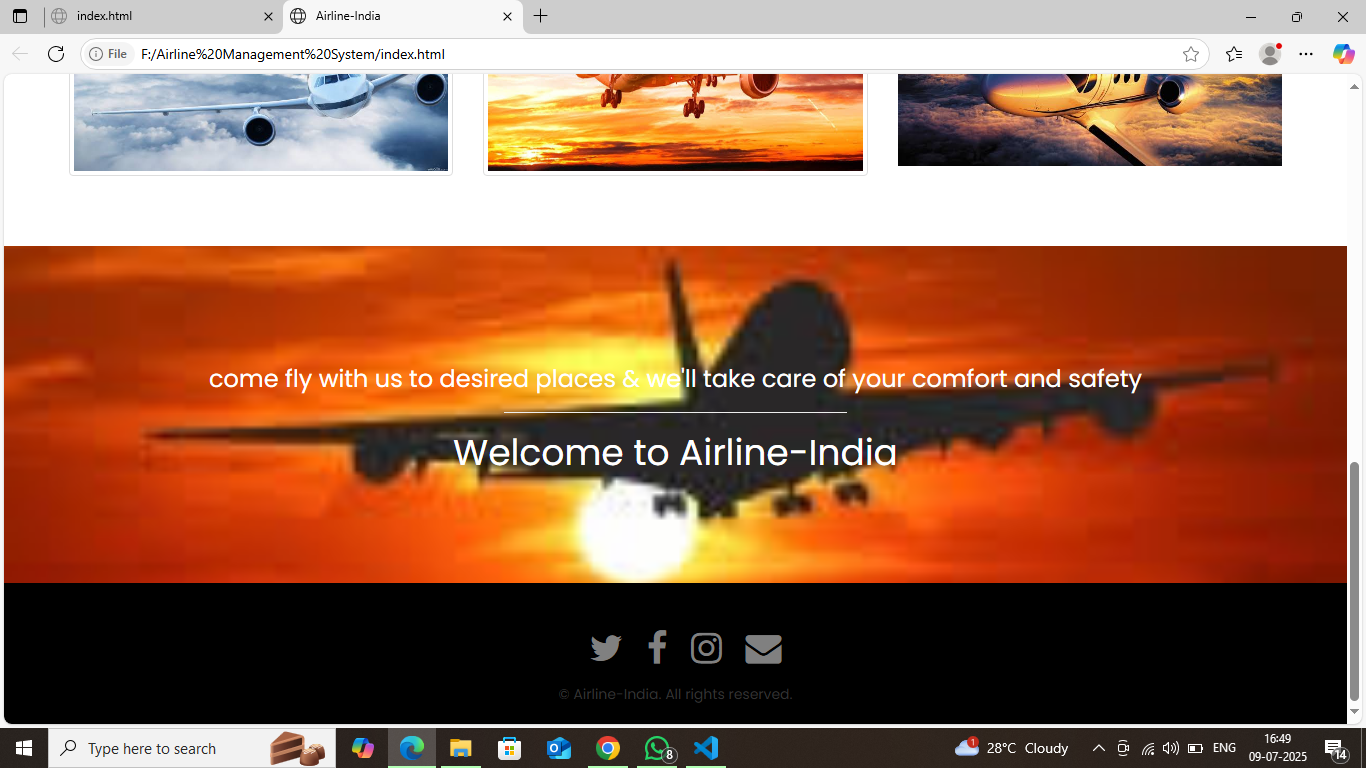 index.html
Airline-India
File
F:/Airline%20Management%20System/index.html
come fly with us to desired places & we'll take care of your comfort and safety
Welcome to Airline-India
© Airline-India. All rights reserved.
Type here to search
8
1
28°C Cloudy
ENG
16:49
09-07-2025
14